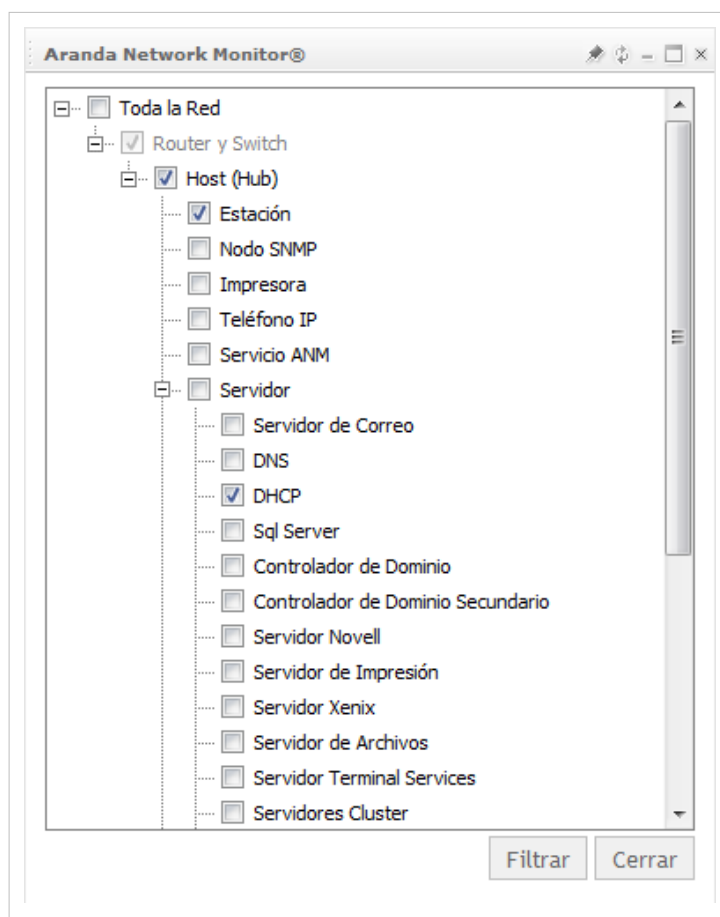 Aranda Network Monitor®
Toda la Red
Router y Switch
Host (Hub)
Estación
Nodo SNMP
Impresora
Teléfono IP
Servicio ANM
Servidor
Servidor de Correo
DNS
DHCP
Sql Server
Controlador de Dominio
Controlador de Dominio Secundario
Servidor Novell
Servidor de Impresión
Servidor Xenix
Servidor de Archivos
Servidor Terminal Services
Servidores Cluster
Filtrar Cerrar